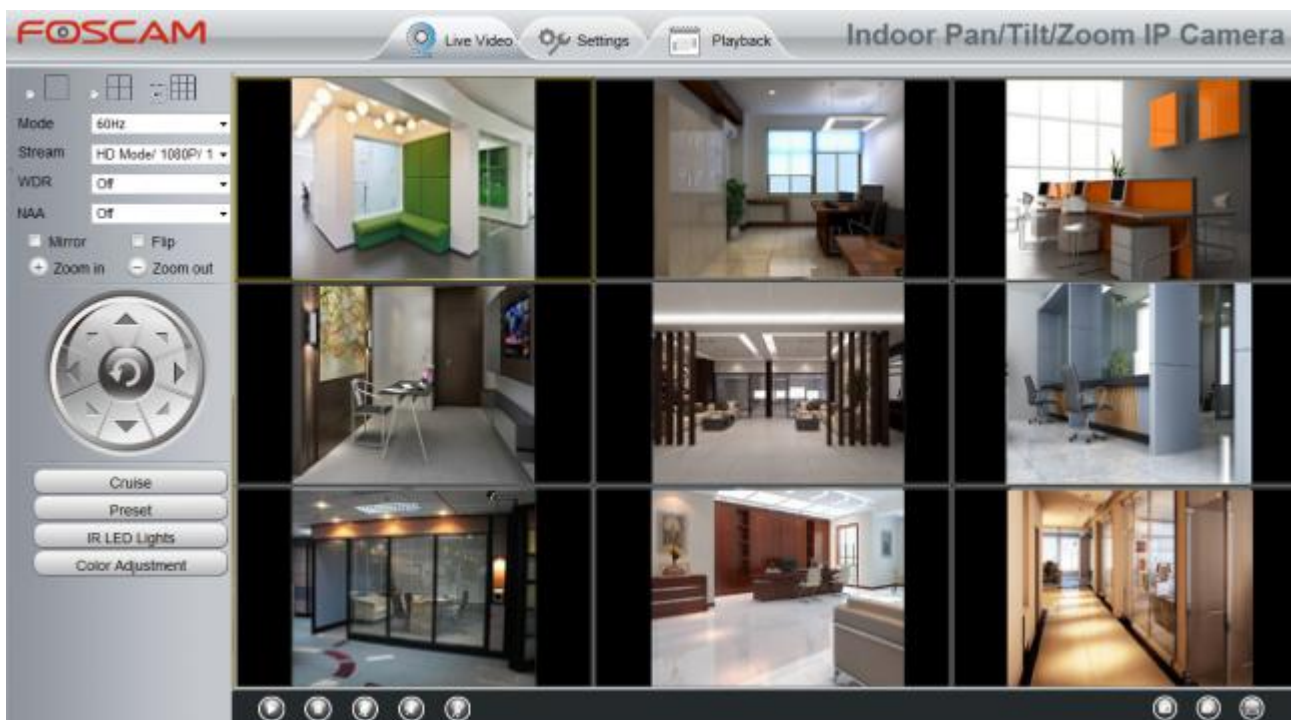 FOSCAM
Live Video
Settings
Playback
Indoor Pan/Tilt/Zoom IP Camera
Mode 60Hz
Stream HD Mode/ 1080P/ 1
WDR Off
NAA Off
Mirror Flip
Zoom in Zoom out
Cruise
Preset
IR LED Lights
Color Adjustment